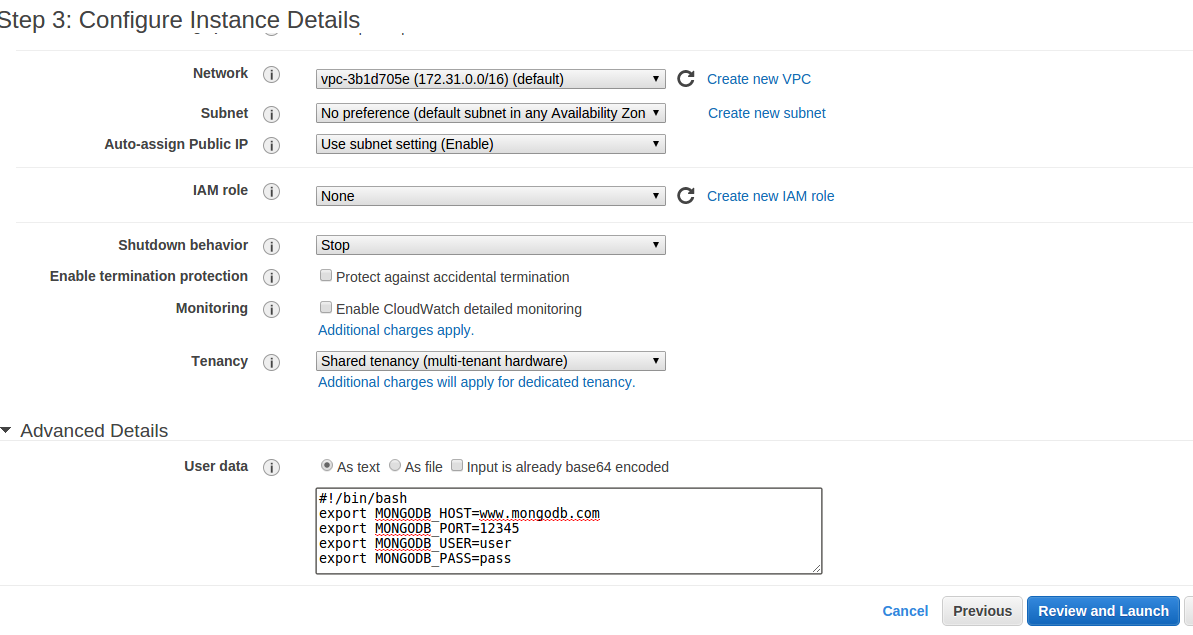 Step 3: Configure Instance Details
Network vpc-3b1d705e (172.31.0.0/16) (default) Create new VPC
Subnet No preference (default subnet in any Availability Zon Create new subnet
Auto-assign Public IP Use subnet setting (Enable)
IAM role None Create new IAM role
Shutdown behavior Stop
Enable termination protection Protect against accidental termination
Monitoring Enable CloudWatch detailed monitoring
Additional charges apply.
Tenancy Shared tenancy (multi-tenant hardware)
Additional charges will apply for dedicated tenancy.
Advanced Details
User data As text As file Input is already base64 encoded
#!/bin/bash
export MONGODB_HOST=www.mongodb.com
export MONGODB_PORT=12345
export MONGODB_USER=user
export MONGODB_PASS=pass
Cancel Previous Review and Launch